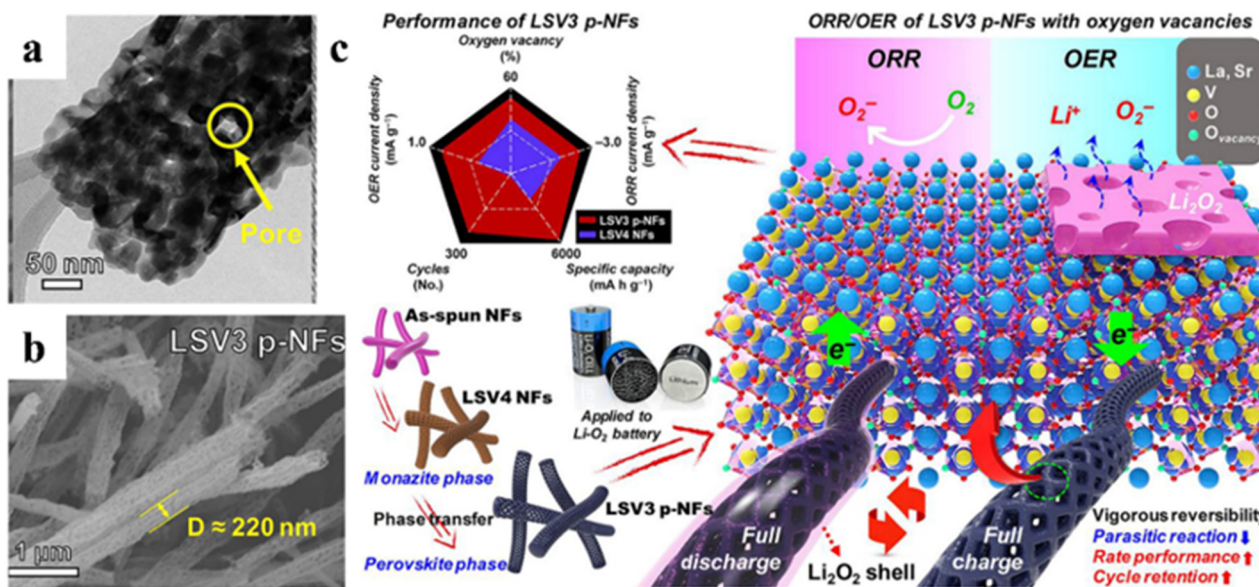 a
Pore
50 nm
b
LSV3 p-NFs
D ≈ 220 nm
1 μm
c
Performance of LSV3 p-NFs
Oxygen vacancy
(%)
60
OER current density
(mA g⁻¹)
1.0
−3.0
ORR current density
(mA g⁻¹)
LSV3 p-NFs
LSV4 NFs
300
Cycles
(No.)
6000
Specific capacity
(mA h g⁻¹)
As-spun NFs
LSV4 NFs
Monazite phase
Phase transfer
Perovskite phase
LSV3 p-NFs
Lithium
Applied to
Li-O₂ battery
ORR/OER of LSV3 p-NFs with oxygen vacancies
ORR
OER
O₂⁻
O₂
Li⁺
O₂⁻
La, Sr
V
O
Ovacancy
Li₂O₂
e⁻
e⁻
Full
discharge
Li₂O₂ shell
Full
charge
Vigorous reversibility
Parasitic reaction ⬇
Rate performance ⬆
Cycle retention ⬆